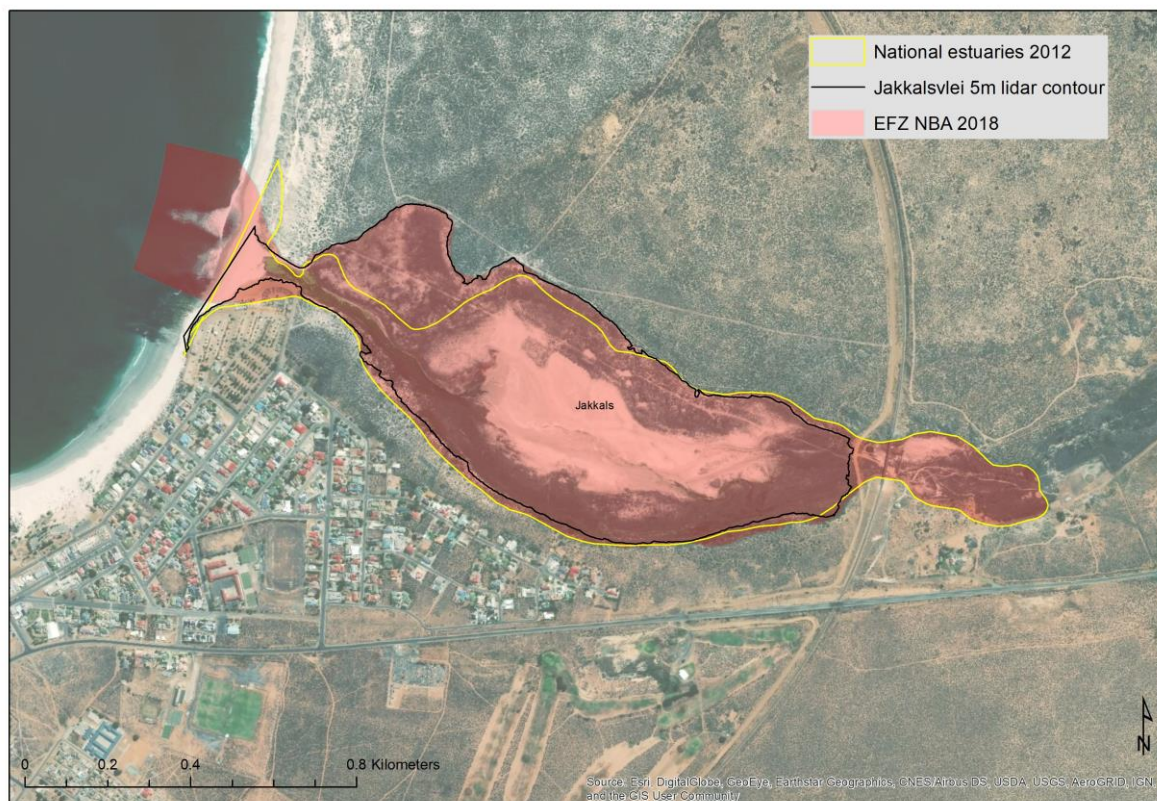 National estuaries 2012
Jakkalsvlei 5m lidar contour
EFZ NBA 2018
Jakkals
0 0.2 0.4 0.8 Kilometers
N
Source: Esri, DigitalGlobe, GeoEye, Earthstar Geographics, CNES/Airbus DS, USDA, USGS, AeroGRID, IGN,
and the GIS User Community